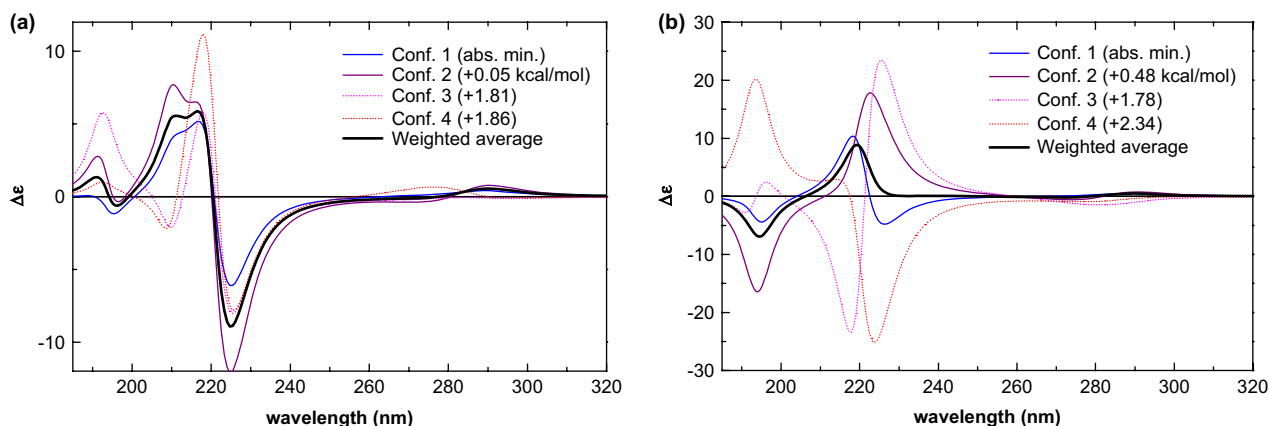 (a)
10
0
-10
Δε
Conf. 1 (abs. min.)
Conf. 2 (+0.05 kcal/mol)
Conf. 3 (+1.81)
Conf. 4 (+1.86)
Weighted average
200 220 240 260 280 300 320
wavelength (nm)
(b)
30
20
10
0
-10
-20
-30
Δε
Conf. 1 (abs. min.)
Conf. 2 (+0.48 kcal/mol)
Conf. 3 (+1.78)
Conf. 4 (+2.34)
Weighted average
200 220 240 260 280 300 320
wavelength (nm)